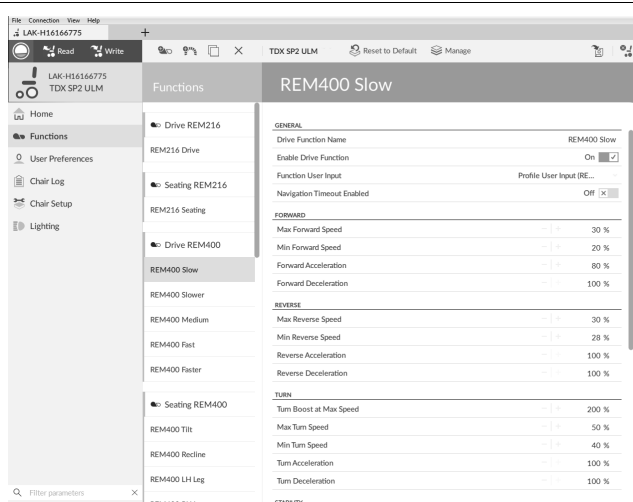 File Connection View Help
LAK-H16166775 +
Read Write TDX SP2 ULM Reset to Default Manage
LAK-H16166775
TDX SP2 ULM
Home
Functions
User Preferences
Chair Log
Chair Setup
Lighting
Filter parameters
Functions
Drive REM216
REM216 Drive
Seating REM216
REM216 Seating
Drive REM400
REM400 Slow
REM400 Slower
REM400 Medium
REM400 Fast
REM400 Faster
Seating REM400
REM400 Tilt
REM400 Recline
REM400 LH Leg
REM400 Slow
GENERAL
Drive Function Name REM400 Slow
Enable Drive Function On
Function User Input Profile User Input (RE...
Navigation Timeout Enabled Off
FORWARD
Max Forward Speed - + 30 %
Min Forward Speed - + 20 %
Forward Acceleration - + 80 %
Forward Deceleration - + 100 %
REVERSE
Max Reverse Speed - + 30 %
Min Reverse Speed - + 28 %
Reverse Acceleration - + 100 %
Reverse Deceleration - + 100 %
TURN
Turn Boost at Max Speed - + 200 %
Max Turn Speed - + 50 %
Min Turn Speed - + 40 %
Turn Acceleration - + 100 %
Turn Deceleration - + 100 %
STABILITY